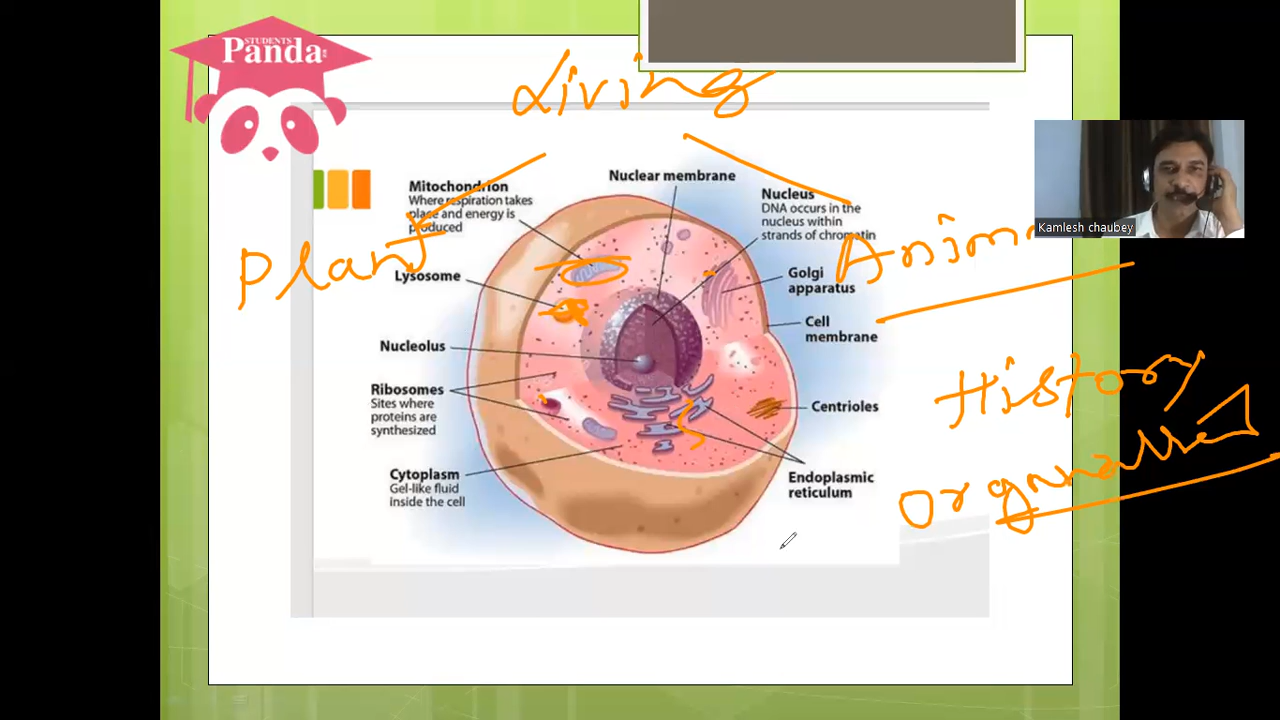 STUDENTS
Panda
Living
Plant
History
Mitochondrion
Where respiration takes
place and energy is
produced
Lysosome
Nucleolus
Ribosomes
Sites where
proteins are
synthesized
Cytoplasm
Gel-like fluid
inside the cell
Nuclear membrane
Nucleus
DNA occurs in the
nucleus within
strands of chromatin
Golgi
apparatus
Cell
membrane
Centrioles
Endoplasmic
reticulum
Kamlesh chaubey